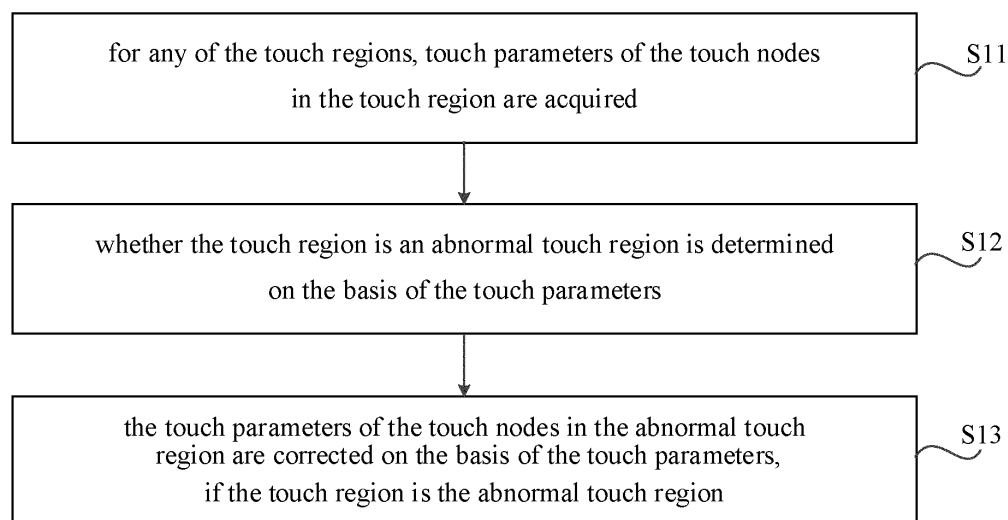 for any of the touch regions, touch parameters of the touch nodes
in the touch region are acquired
S11
whether the touch region is an abnormal touch region is determined
on the basis of the touch parameters
S12
the touch parameters of the touch nodes in the abnormal touch
region are corrected on the basis of the touch parameters,
if the touch region is the abnormal touch region
S13